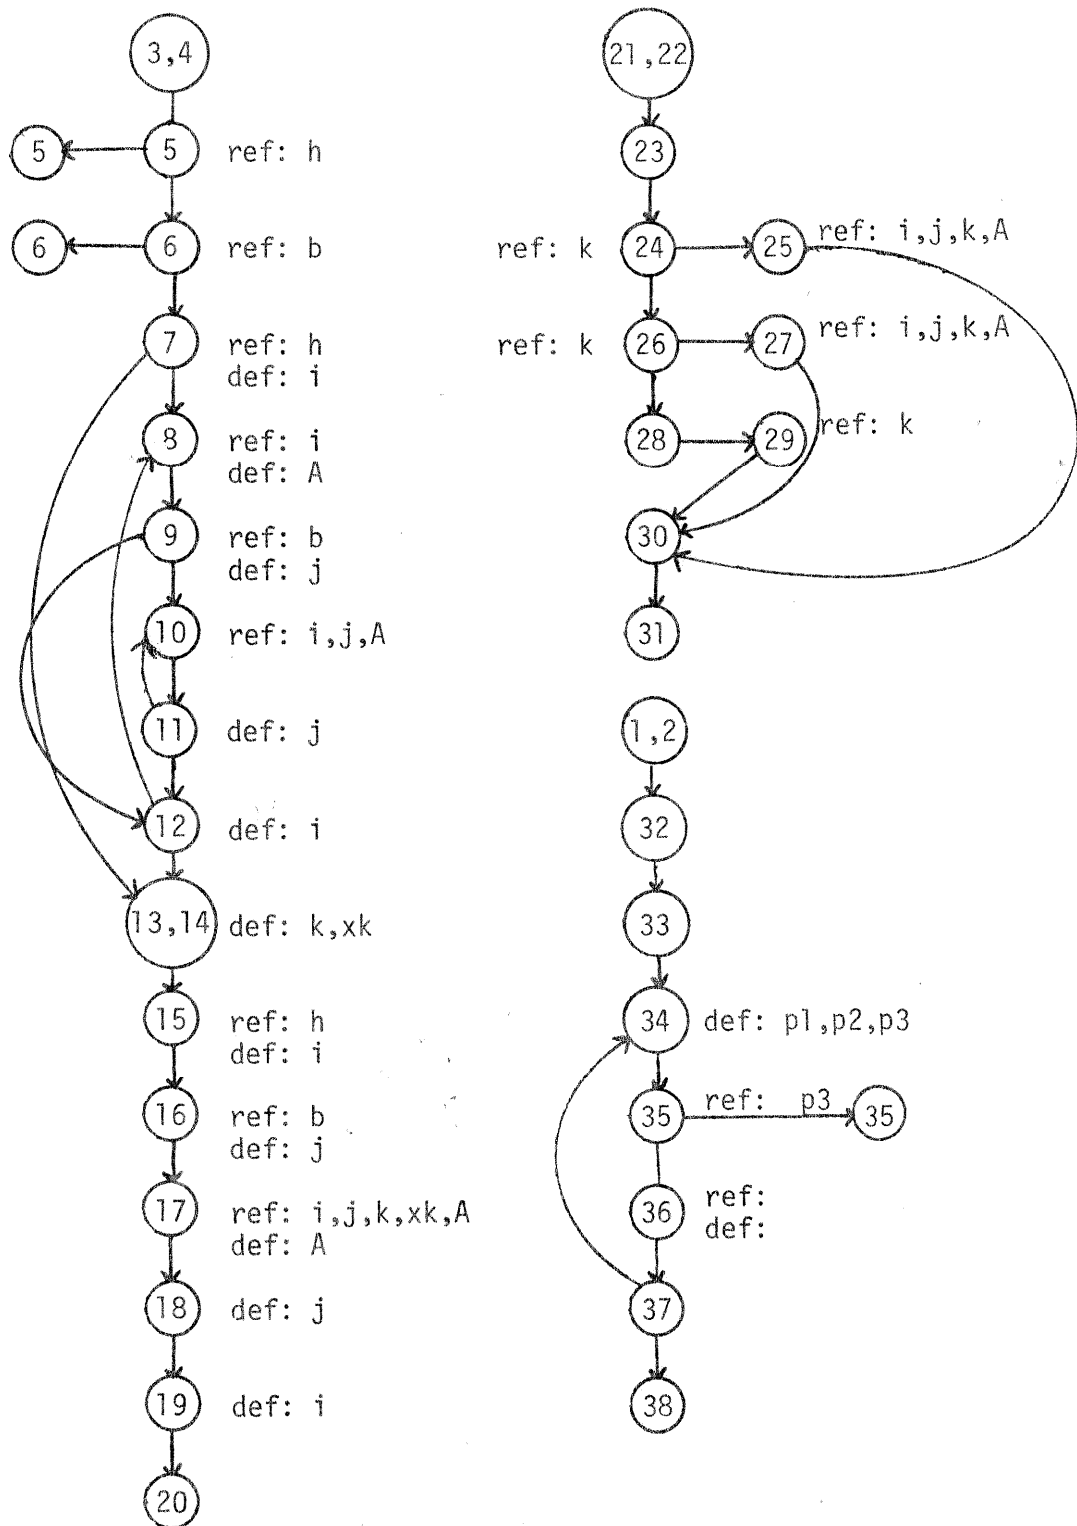 3,4
5
5
ref: h
6
6
ref: b
7
ref: h
def: i
8
ref: i
def: A
9
ref: b
def: j
10
ref: i,j,A
11
def: j
12
def: i
13,14
def: k,xk
15
ref: h
def: i
16
ref: b
def: j
17
ref: i,j,k,xk,A
def: A
18
def: j
19
def: i
20
21,22
23
ref: k
24
25
ref: i,j,k,A
ref: k
26
27
ref: i,j,k,A
28
29
ref: k
30
31
1,2
32
33
34
def: p1,p2,p3
35
ref: p3
35
36
ref:
def:
37
38